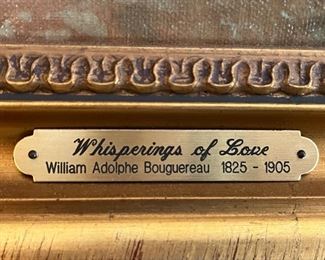 Whisperings of Love
William Adolphe Bouguereau 1825 - 1905